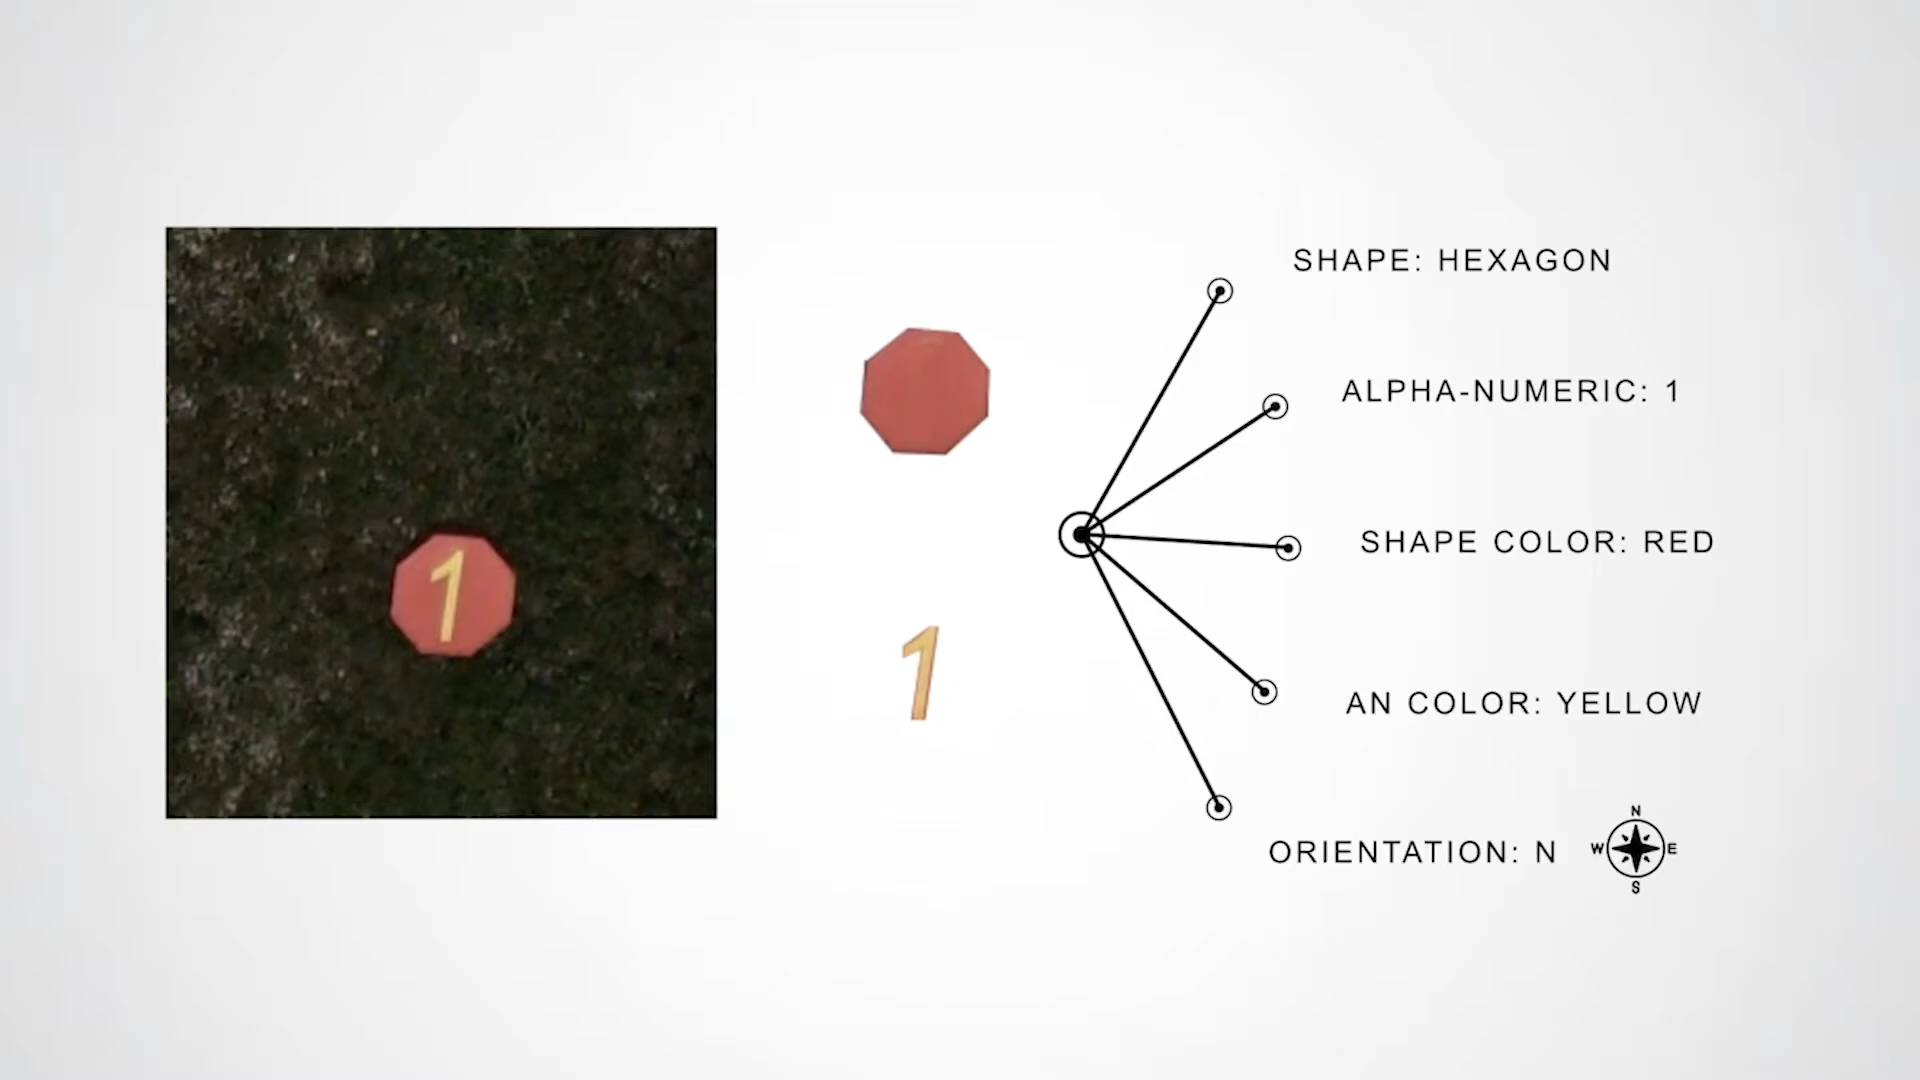 SHAPE: HEXAGON
ALPHA-NUMERIC: 1
1
SHAPE COLOR: RED
1
AN COLOR: YELLOW
ORIENTATION: N
N
W E
S